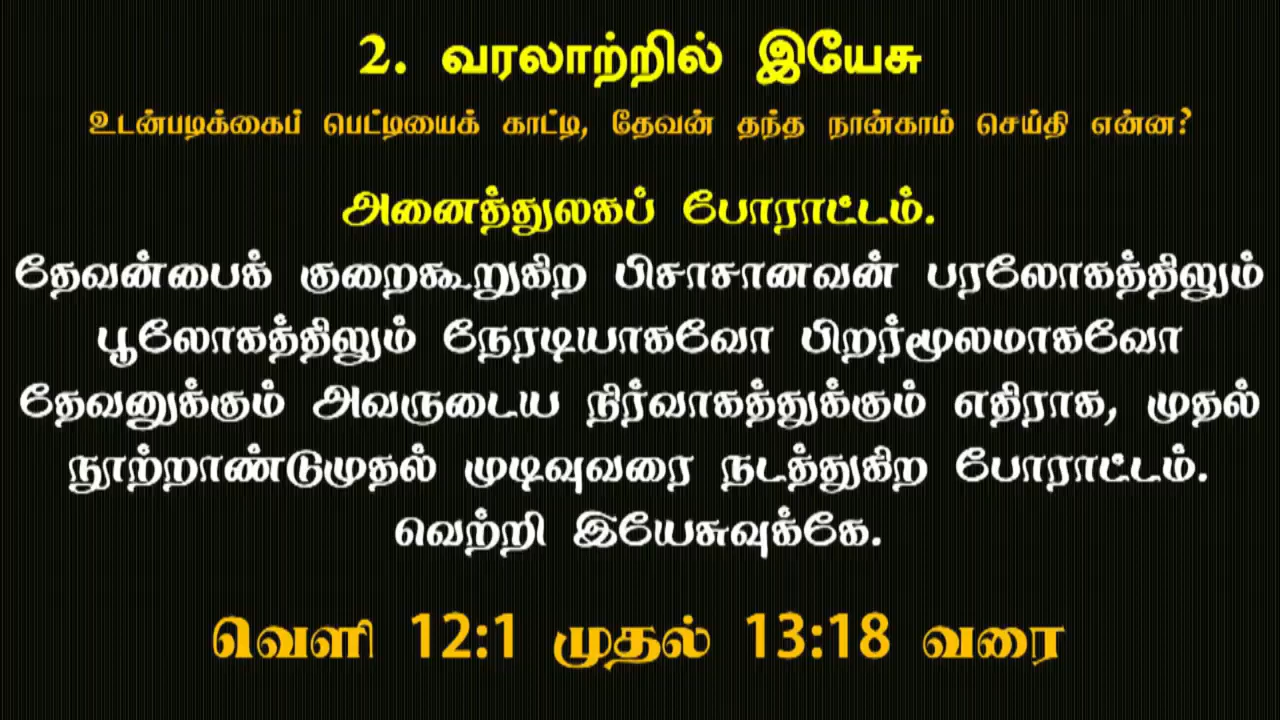 2. வரலாற்றில் இயேசு
உடன்படிக்கைப் பெட்டியைக் காட்டி, தேவன் தந்த நான்காம் செய்தி என்ன?
அனைத்துலகப் போராட்டம்.
தேவன்பைக் குறைகூறுகிற பிசாசானவன் பரலோகத்திலும்
பூலோகத்திலும் நேரடியாகவோ பிறர்மூலமாகவோ
தேவனுக்கும் அவருடைய நிர்வாகத்துக்கும் எதிராக, முதல்
நூற்றாண்டுமுதல் முடிவுவரை நடத்துகிற போராட்டம்.
வெற்றி இயேசுவுக்கே.
வெளி 12:1 முதல் 13:18 வரை